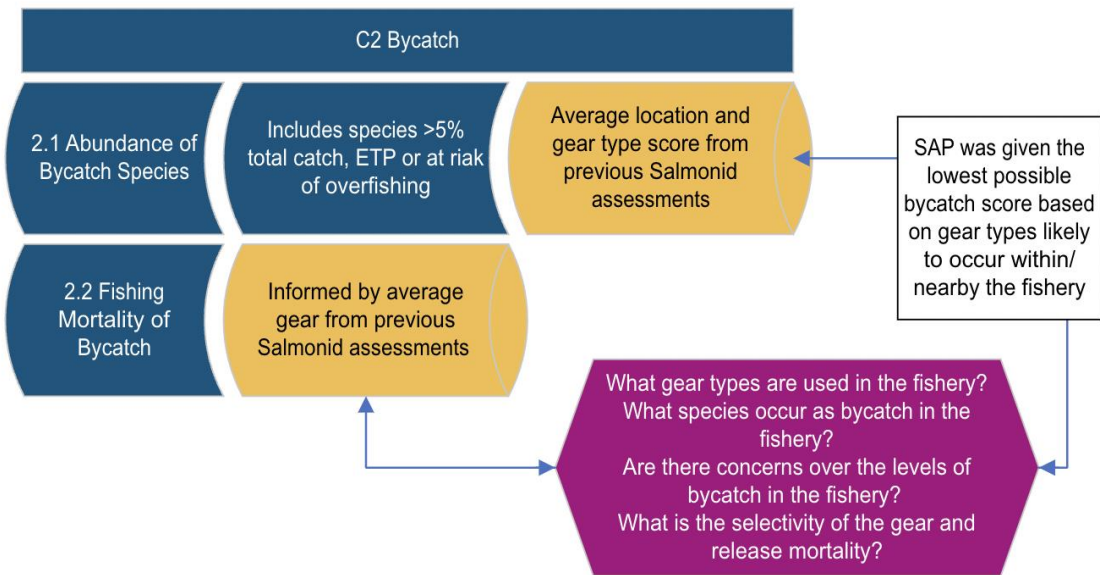 C2 Bycatch
2.1 Abundance of
Bycatch Species
Includes species >5%
total catch, ETP or at riak
of overfishing
Average location and
gear type score from
previous Salmonid
assessments
SAP was given the
lowest possible
bycatch score based
on gear types likely
to occur within/
nearby the fishery
2.2 Fishing
Mortality of
Bycatch
Informed by average
gear from previous
Salmonid assessments
What gear types are used in the fishery?
What species occur as bycatch in the
fishery?
Are there concerns over the levels of
bycatch in the fishery?
What is the selectivity of the gear and
release mortality?